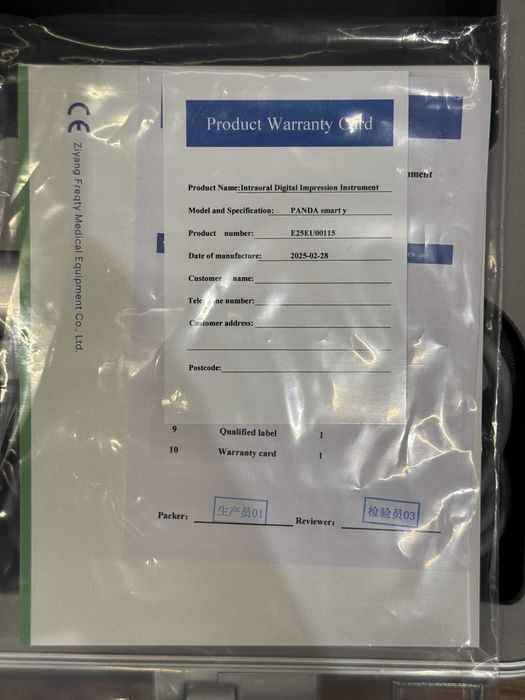 CE
Ziyang Freqty Medical Equipment Co., Ltd.
Product Warranty Card
Product Name:Intraoral Digital Impression Instrument
Model and Specification: PANDA smart y
Product number: E25EU00115
Date of manufacture: 2025-02-28
Customer name:
number:
Customer address:
Postcode:
9 Qualified label 1
10 Warranty card 1
Packer: 生产员01 Reviewer: 检验员03